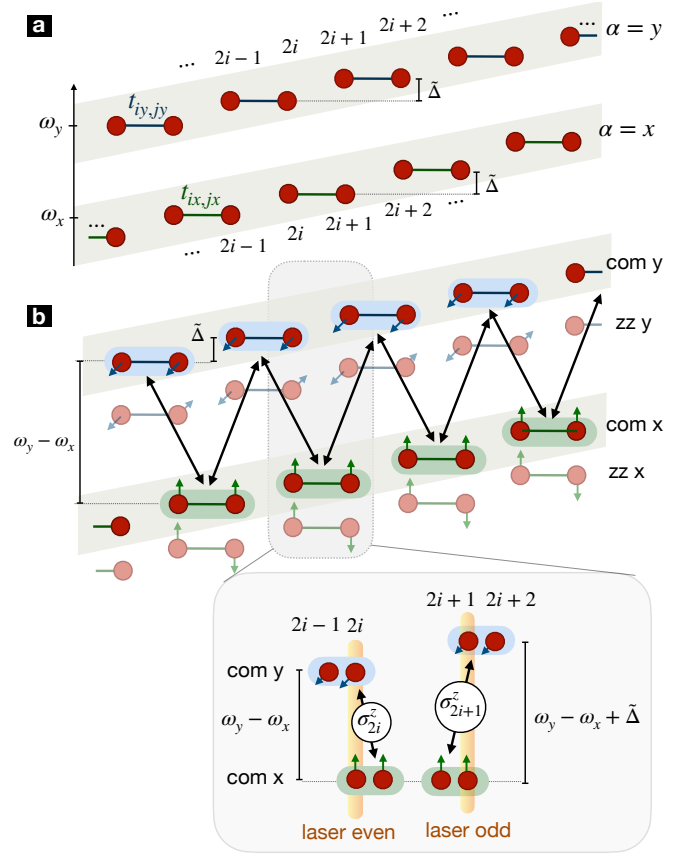 a
... 2i − 1 2i 2i + 1 2i + 2 ...
... α = y
t_{iy,jy}
Δ̃
ω_y
α = x
t_{ix,jx}
Δ̃
ω_x
...
... 2i − 1 2i 2i + 1 2i + 2 ...
b
com y
Δ̃
zz y
ω_y − ω_x
com x
zz x
2i − 1 2i
2i + 1 2i + 2
com y
ω_y − ω_x
σ^z_{2i}
σ^z_{2i+1}
ω_y − ω_x + Δ̃
com x
laser even
laser odd